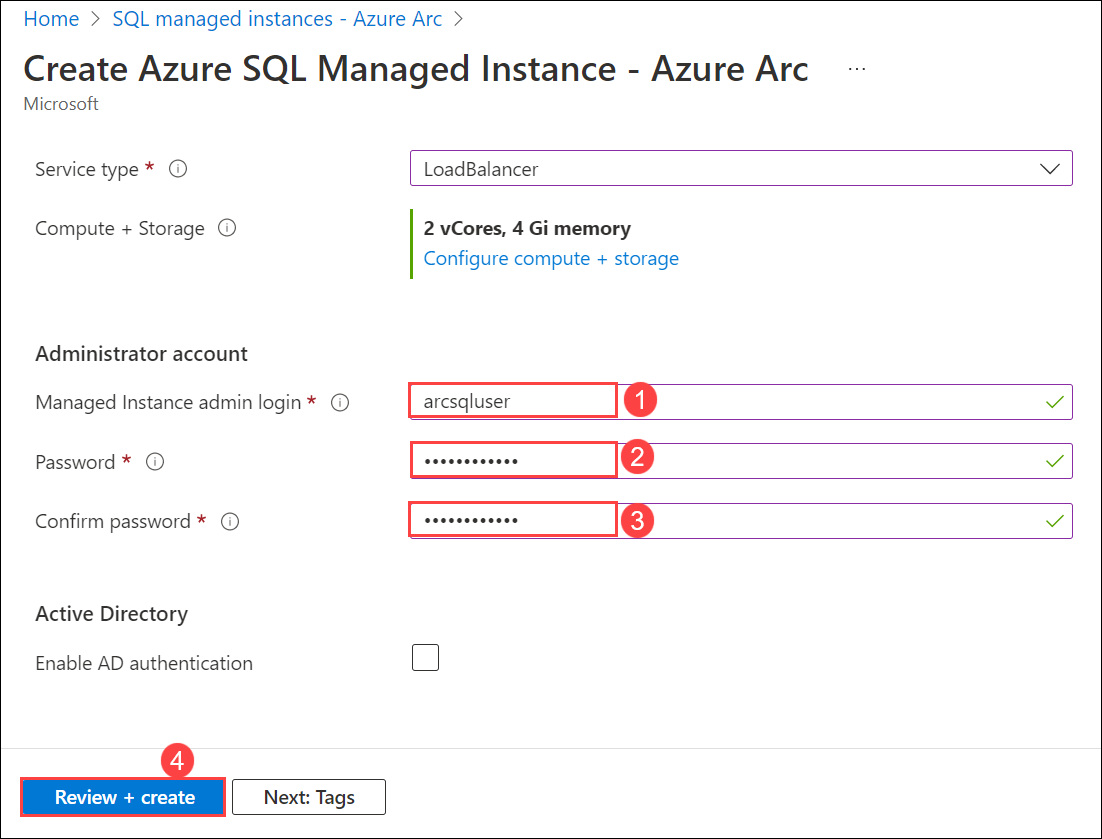 Home > SQL managed instances - Azure Arc >
Create Azure SQL Managed Instance - Azure Arc ...
Microsoft
Service type * LoadBalancer
Compute + Storage 2 vCores, 4 Gi memory
Configure compute + storage
Administrator account
Managed Instance admin login * arcsqluser 1
Password * •••••••••••• 2
Confirm password * •••••••••••• 3
Active Directory
Enable AD authentication
4
Review + create Next: Tags